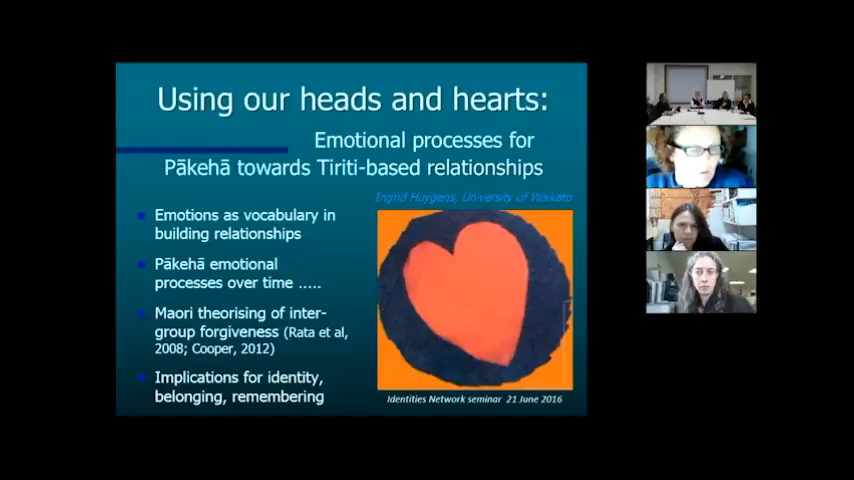 Using our heads and hearts:
Emotional processes for
Pākehā towards Tiriti-based relationships
Ingrid Huygens, University of Waikato
Emotions as vocabulary in
building relationships
Pākehā emotional
processes over time .....
Maori theorising of inter-
group forgiveness (Rata et al,
2008; Cooper, 2012)
Implications for identity,
belonging, remembering
Identities Network seminar 21 June 2016